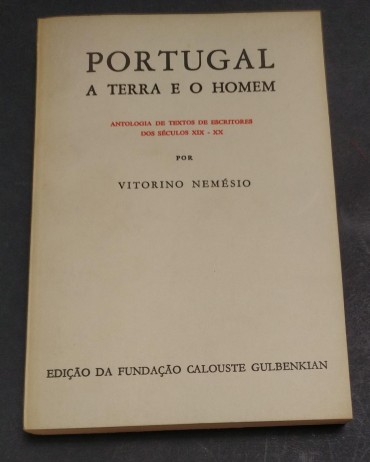 PORTUGAL
A TERRA E O HOMEM
ANTOLOGIA DE TEXTOS DE ESCRITORES
DOS SÉCULOS XIX - XX
POR
VITORINO NEMÉSIO
EDIÇÃO DA FUNDAÇÃO CALOUSTE GULBENKIAN